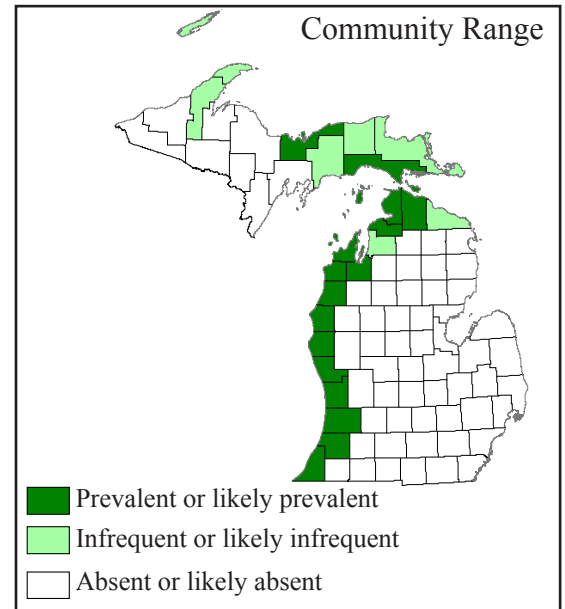 Community Range
Prevalent or likely prevalent
Infrequent or likely infrequent
Absent or likely absent